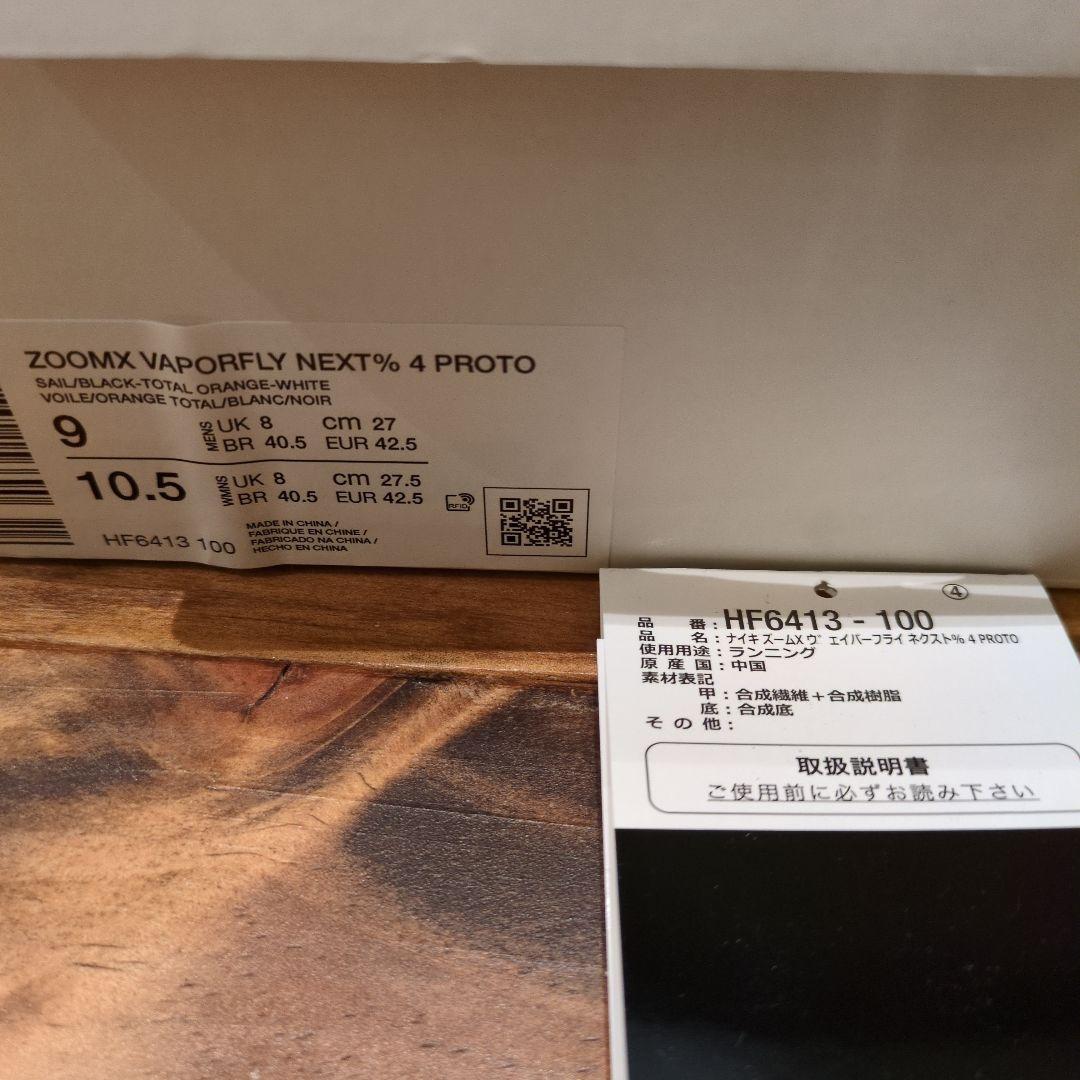 ZOOMX VAPORFLY NEXT% 4 PROTO
SAIL/BLACK-TOTAL ORANGE-WHITE
VOILE/ORANGE TOTAL/BLANC/NOIR
9 MENS UK 8 cm 27
BR 40.5 EUR 42.5
10.5 WMNS UK 8 cm 27.5
BR 40.5 EUR 42.5
RFID
HF6413 100
MADE IN CHINA /
FABRIQUE EN CHINE /
FABRICADO NA CHINA /
HECHO EN CHINA
④
品番：HF6413 - 100
品名：ナイキ ズームX ヴェイパーフライ ネクスト% 4 PROTO
使用用途：ランニング
原産国：中国
素材表記
甲：合成繊維＋合成樹脂
底：合成底
その他：
取扱説明書
ご使用前に必ずお読み下さい